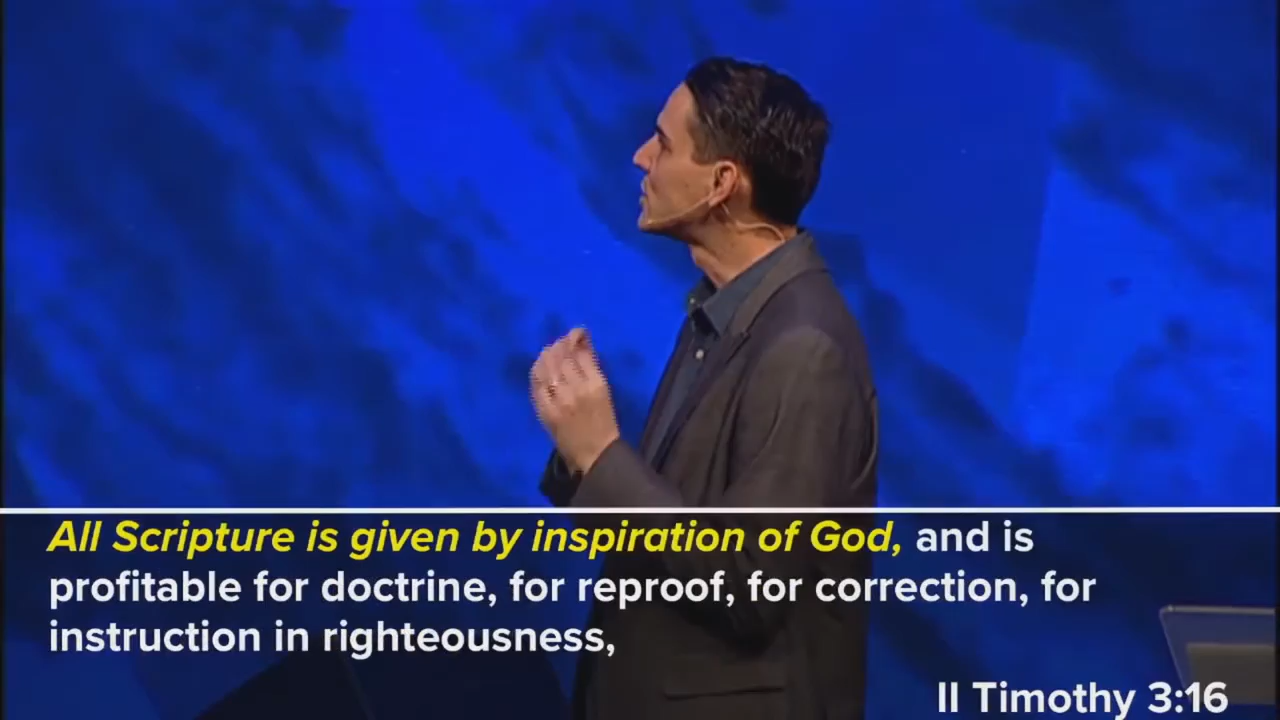 All Scripture is given by inspiration of God, and is
profitable for doctrine, for reproof, for correction, for
instruction in righteousness,
II Timothy 3:16